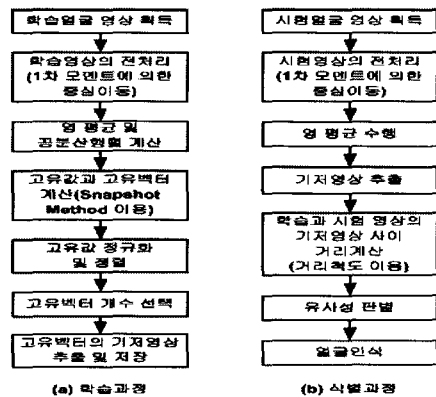 학습얼굴 영상 획득
학습영상의 전처리
(1차 모멘트에 의한
중심이동)
영 평균 및
공분산행렬 계산
고유값과 고유벡터
계산(Snapshot
Method 이용)
고유값 정규화
및 정렬
고유벡터 개수 선택
고유벡터의 기저영상
추출 및 저장
(a) 학습과정
시험얼굴 영상 획득
시험영상의 전처리
(1차 모멘트에 의한
중심이동)
영 평균 수행
기저영상 추출
학습과 시험 영상의
기저영상 사이
거리계산
(거리척도 이용)
유사성 판별
얼굴인식
(b) 식별과정